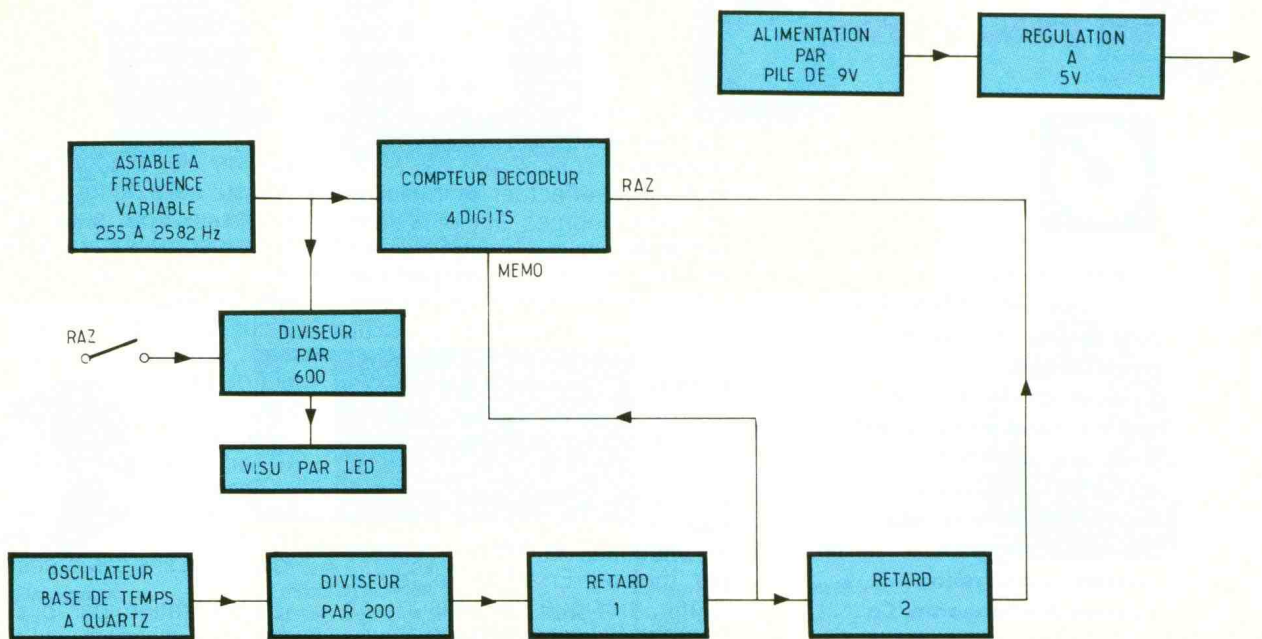 ALIMENTATION
PAR
PILE DE 9V
REGULATION
A
5V
ASTABLE A
FREQUENCE
VARIABLE
255 A 2582 Hz
COMPTEUR DECODEUR
4 DIGITS
RAZ
MEMO
RAZ
DIVISEUR
PAR
600
VISU PAR LED
OSCILLATEUR
BASE DE TEMPS
A QUARTZ
DIVISEUR
PAR 200
RETARD
1
RETARD
2